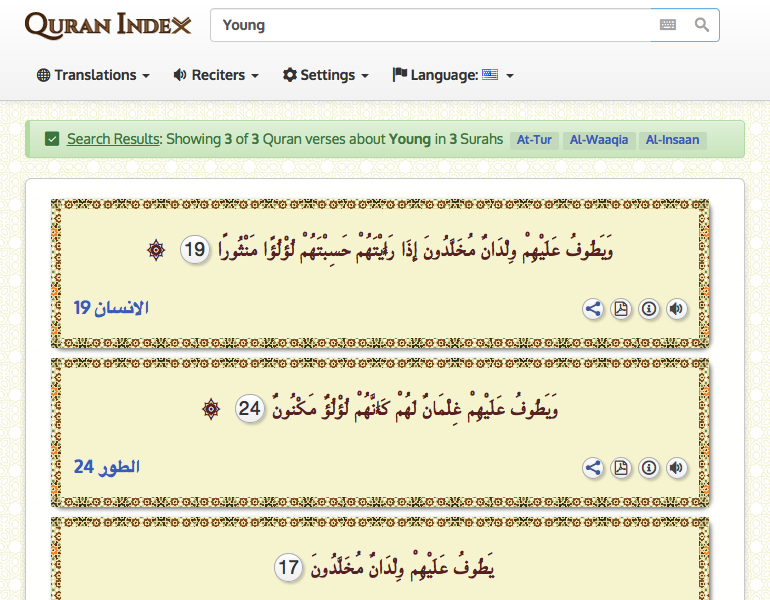 QURAN INDEX
Young
Translations
Reciters
Settings
Language:
Search Results: Showing 3 of 3 Quran verses about Young in 3 Surahs At-Tur Al-Waaqia Al-Insaan
وَيَطُوفُ عَلَيْهِمْ وِلْدَانٌ مُخَلَّدُونَ إِذَا رَأَيْتَهُمْ حَسِبْتَهُمْ لُؤْلُؤًا مَنْثُورًا 19
الانسان 19
وَيَطُوفُ عَلَيْهِمْ غِلْمَانٌ لَهُمْ كَأَنَّهُمْ لُؤْلُؤٌ مَكْنُونٌ 24
الطور 24
يَطُوفُ عَلَيْهِمْ وِلْدَانٌ مُخَلَّدُونَ 17